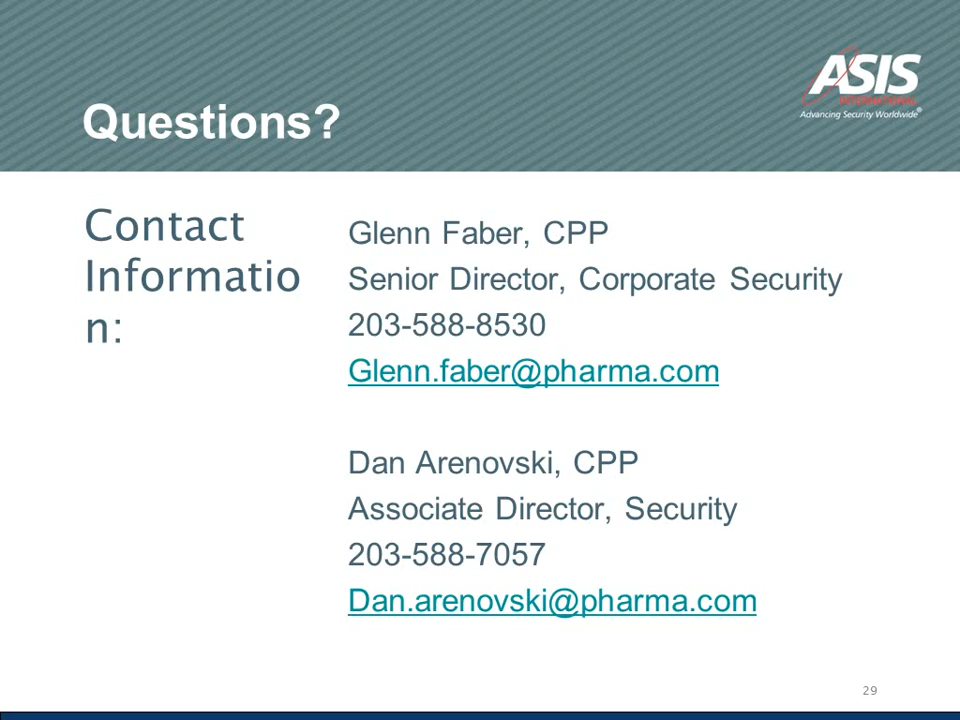 ASIS
INTERNATIONAL
Advancing Security Worldwide®
Questions?
Contact
Informatio
n:
Glenn Faber, CPP
Senior Director, Corporate Security
203-588-8530
Glenn.faber@pharma.com
Dan Arenovski, CPP
Associate Director, Security
203-588-7057
Dan.arenovski@pharma.com
29